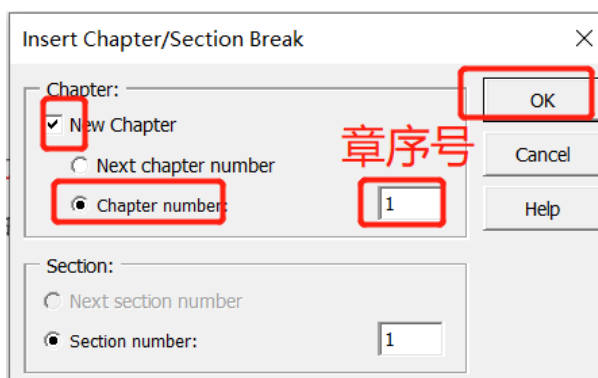 Insert Chapter/Section Break
Chapter:
OK
New Chapter
章序号
Next chapter number
Cancel
Chapter number:
1
Help
Section:
Next section number
Section number:
1